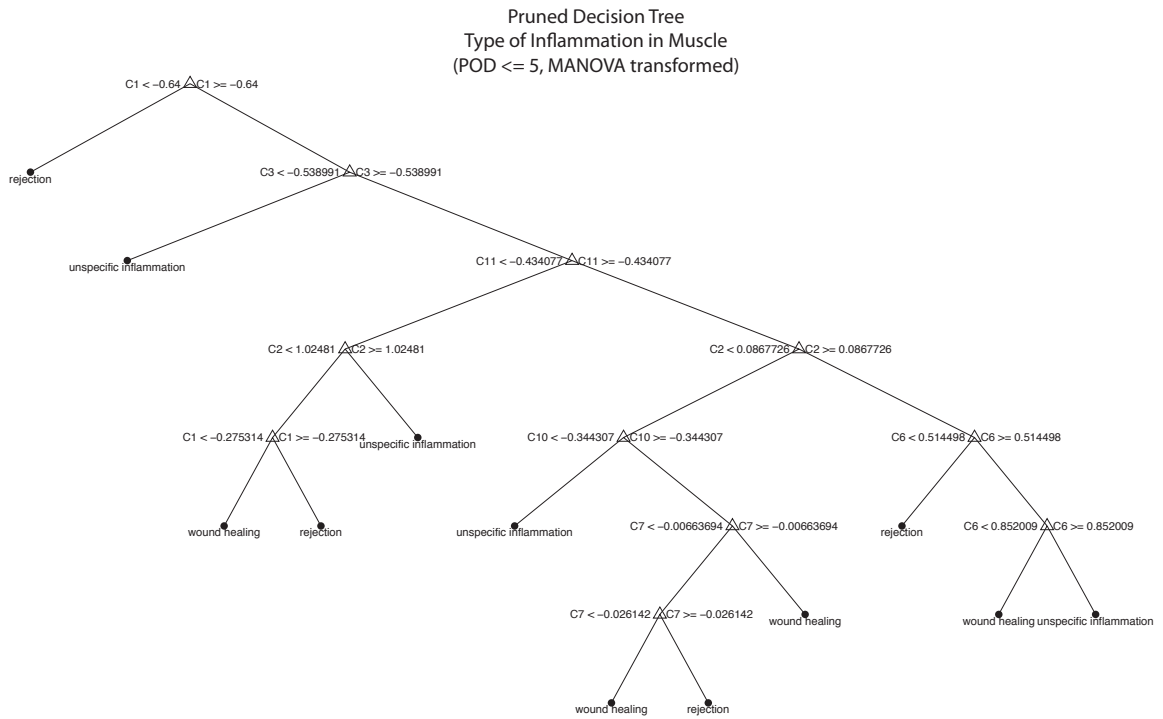 Pruned Decision Tree
Type of Inflammation in Muscle
(POD <= 5, MANOVA transformed)
C1 < −0.64 C1 >= −0.64
rejection
C3 < −0.538991 C3 >= −0.538991
unspecific inflammation
C11 < −0.434077 C11 >= −0.434077
C2 < 1.02481 C2 >= 1.02481
C2 < 0.0867726 C2 >= 0.0867726
C1 < −0.275314 C1 >= −0.275314
unspecific inflammation
C10 < −0.344307 C10 >= −0.344307
C6 < 0.514498 C6 >= 0.514498
wound healing
rejection
unspecific inflammation
C7 < −0.00663694 C7 >= −0.00663694
rejection
C6 < 0.852009 C6 >= 0.852009
C7 < −0.026142 C7 >= −0.026142
wound healing
wound healing
unspecific inflammation
wound healing
rejection